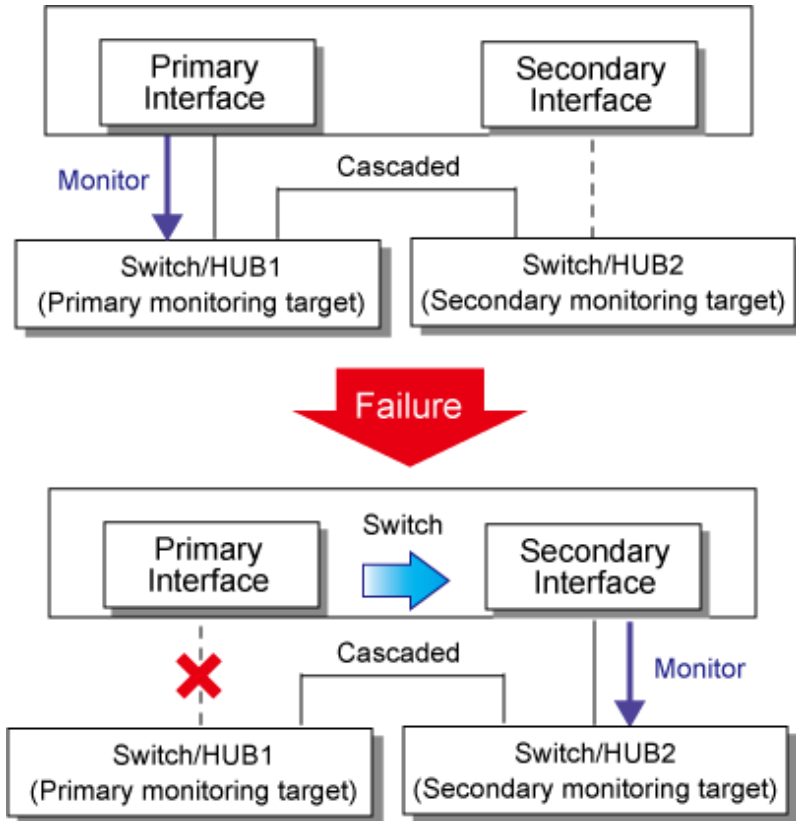 Primary
Interface
Secondary
Interface
Monitor
Cascaded
Switch/HUB1
(Primary monitoring target)
Switch/HUB2
(Secondary monitoring target)
Failure
Primary
Interface
Switch
Secondary
Interface
Cascaded
Monitor
Switch/HUB1
(Primary monitoring target)
Switch/HUB2
(Secondary monitoring target)